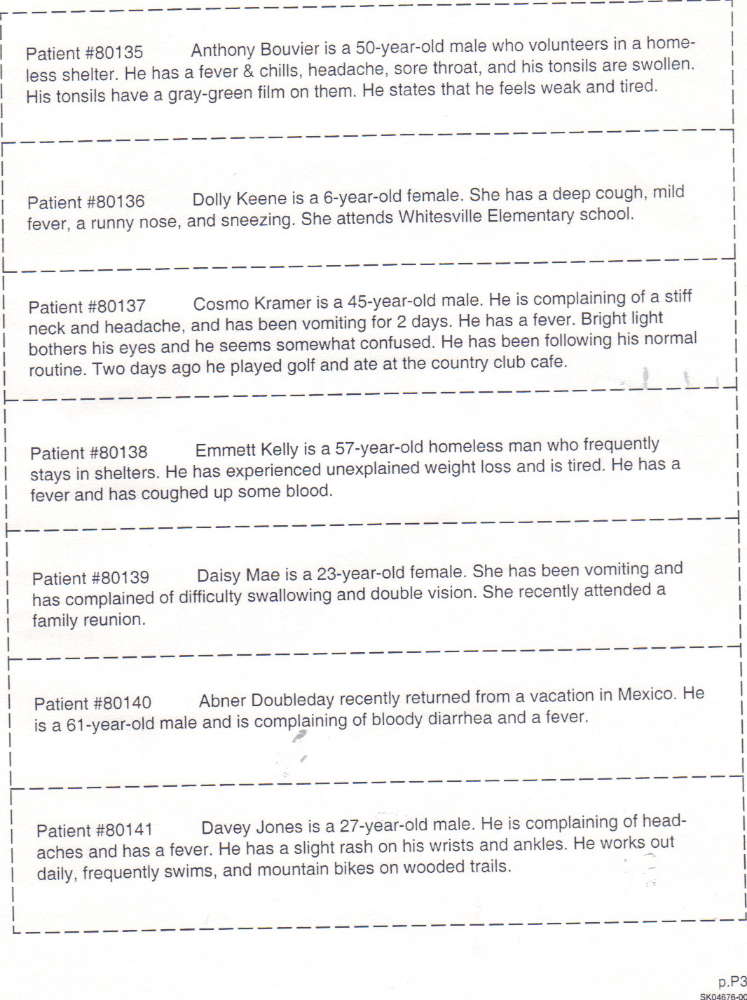 Patient #80135 Anthony Bouvier is a 50-year-old male who volunteers in a home-
less shelter. He has a fever & chills, headache, sore throat, and his tonsils are swollen.
His tonsils have a gray-green film on them. He states that he feels weak and tired.
Patient #80136 Dolly Keene is a 6-year-old female. She has a deep cough, mild
fever, a runny nose, and sneezing. She attends Whitesville Elementary school.
Patient #80137 Cosmo Kramer is a 45-year-old male. He is complaining of a stiff
neck and headache, and has been vomiting for 2 days. He has a fever. Bright light
bothers his eyes and he seems somewhat confused. He has been following his normal
routine. Two days ago he played golf and ate at the country club cafe.
Patient #80138 Emmett Kelly is a 57-year-old homeless man who frequently
stays in shelters. He has experienced unexplained weight loss and is tired. He has a
fever and has coughed up some blood.
Patient #80139 Daisy Mae is a 23-year-old female. She has been vomiting and
has complained of difficulty swallowing and double vision. She recently attended a
family reunion.
Patient #80140 Abner Doubleday recently returned from a vacation in Mexico. He
is a 61-year-old male and is complaining of bloody diarrhea and a fever.
Patient #80141 Davey Jones is a 27-year-old male. He is complaining of head-
aches and has a fever. He has a slight rash on his wrists and ankles. He works out
daily, frequently swims, and mountain bikes on wooded trails.
p.P3
SK04676-00